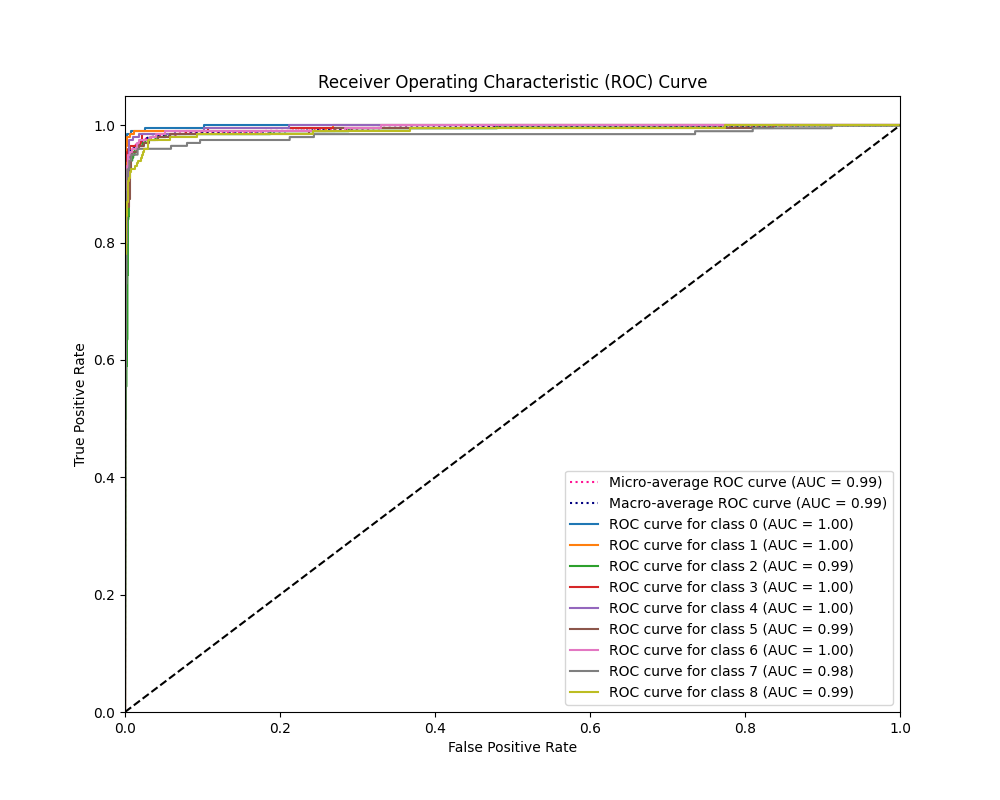 Receiver Operating Characteristic (ROC) Curve
1.0
0.8
0.6
0.4
0.2
0.0
True Positive Rate
Micro-average ROC curve (AUC = 0.99)
Macro-average ROC curve (AUC = 0.99)
ROC curve for class 0 (AUC = 1.00)
ROC curve for class 1 (AUC = 1.00)
ROC curve for class 2 (AUC = 0.99)
ROC curve for class 3 (AUC = 1.00)
ROC curve for class 4 (AUC = 1.00)
ROC curve for class 5 (AUC = 0.99)
ROC curve for class 6 (AUC = 1.00)
ROC curve for class 7 (AUC = 0.98)
ROC curve for class 8 (AUC = 0.99)
0.0 0.2 0.4 0.6 0.8 1.0
False Positive Rate